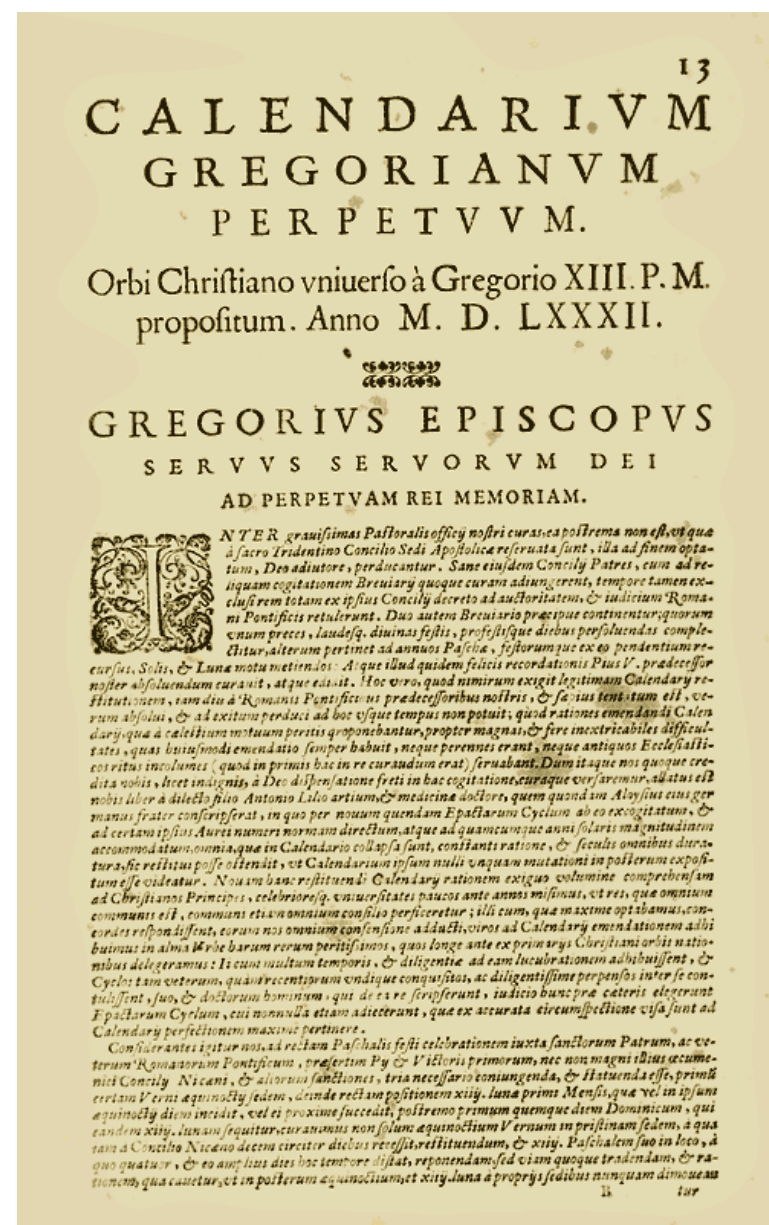 13
CALENDARIVM
GREGORIANVM
PERPETVVM.
Orbi Chriſtiano vniuerſo à Gregorio XIII. P. M.
propoſitum. Anno M. D. LXXXII.
GREGORIVS EPISCOPVS
SERVVS SERVORVM DEI
AD PERPETVAM REI MEMORIAM.
INTER grauiſsimas Paſtoralis officij noſtri curas, ea poſtrema non eſt, vt quæ
à ſacro Tridentino Concilio Sedi Apoſtolicæ reſeruata ſunt, illa ad finem opta-
tum, Deo adiutore, perducantur. Sane eiuſdem Concilij Patres, cum ad re-
liquam cogitationem Breuiarij quoque curam adiungerent, tempore tamen ex-
cluſi rem totam ex ipſius Concilij decreto ad auctoritatem, & iudicium Roma-
ni Pontificis retulerunt. Duo autem Breuiario præcipue continentur, quorum
vnum preces, laudeſq. diuinas feſtis, profeſtiſque diebus perſoluendas comple-
ctitur, alterum pertinet ad annuos Paſchæ, feſtorumque ex eo pendentium re-
curſus, Solis, & Lunæ motu metiendos: Atque illud quidem felicis recordationis Pius V. prædeceſſor
noſter abſoluendum curauit, atque edidit. Hoc vero, quod nimirum exigit legitimam Calendarij re-
ſtitutionem, iam diu à Romanis Pontificibus prædeceſſoribus noſtris, & ſæpius tentatum eſt, ve-
rum abſolui, & ad exitum perduci ad hoc vſque tempus non potuit; quod rationes emendandi Calen
darij, quæ à cæleſtium motuum peritis proponebantur, propter magnas, & fere inextricabiles difficul-
tates, quas huiuſmodi emendatio ſemper habuit, neque perennes erant, neque antiquos Eccleſiaſti-
cos ritus incolumes (quod in primis hac in re curandum erat) ſeruabant. Dum itaque nos quoque cre-
dita nobis, licet indignis, à Deo diſpenſatione freti in hac cogitatione, curaque verſaremur, allatus eſt
nobis liber à dilecto filio Antonio Lilio artium, & medicinæ doctore, quem quondam Aloyſius eius ger
manus frater conſcripſerat, in quo per nouum quendam Epactarum Cyclum ab eo excogitatum, &
ad certam ipſius Aurei numeri normam directum, atque ad quamcumque anni ſolaris magnitudinem
accommodatum, omnia, quæ in Calendario collapſa ſunt, conſtanti ratione, & ſeculis omnibus dura-
tura, ſic reſtitui poſſe oſtendit, vt Calendarium ipſum nulli vnquam mutationi in poſterum expoſi-
tum eſſe videatur. Nouam hanc reſtituendi Calendarij rationem exiguo volumine comprehenſam
ad Chriſtianos Principes, celebrioreſq. vniuerſitates paucos ante annos miſimus, vt res, quæ omnium
communis eſt, communi etiam omnium conſilio perficeretur; illi cum, quæ maxime optabamus, con-
cordes reſpondiſſent, eorum nos omnium conſenſione adducti, viros ad Calendarij emendationem adhi
buimus in alma Vrbe harum rerum peritiſsimos, quos longe ante ex primarijs Chriſtiani orbis natio-
nibus delegeramus: Ii cum multum temporis, & diligentiæ ad eam lucubrationem adhibuiſſent, &
Cyclos tam veterum, quam recentiorum vndique conquiſitos, ac diligentiſſime perpenſos inter ſe con-
tuliſſent, ſuo, & doctorum hominum, qui de ea re ſcripſerunt, iudicio hunc præ cæteris elegerunt
Epactarum Cyclum, cui nonnulla etiam adiecerunt, quæ ex accurata circumſpectione viſa ſunt ad
Calendarij perfectionem maxime pertinere.
Conſiderantes igitur nos, ad rectam Paſchalis feſti celebrationem iuxta ſanctorum Patrum, ac ve-
terum Romanorum Pontificum, præſertim Pij & Victoris primorum, nec non magni illius œcume-
nici Concilij Nicæni, & aliorum ſanctiones, tria neceſſario coniungenda, & ſtatuenda eſſe, primū
certam Verni æquinoctij ſedem, deinde rectam poſitionem xiiij. lunæ primi Menſis, quæ vel in ipſum
æquinoctij diem incidit, vel ei proxime ſuccedit, poſtremo primum quemque diem Dominicum, qui
eandem xiiij. lunam ſequitur, curauimus non ſolum æquinoctium Vernum in priſtinam ſedem, a qua
iam a Concilio Nicæno decem circiter diebus receſſit, reſtituendum, & xiiij. Paſchalem ſuo in loco, à
quo quatuor, & eo amplius dies hoc tempore diſtat, reponendam, ſed viam quoque tradendam, & ra-
tionem, qua cauetur, vt in poſterum æquinoctium, et xiiij. luna à proprijs ſedibus nunquam dimouean
B tur